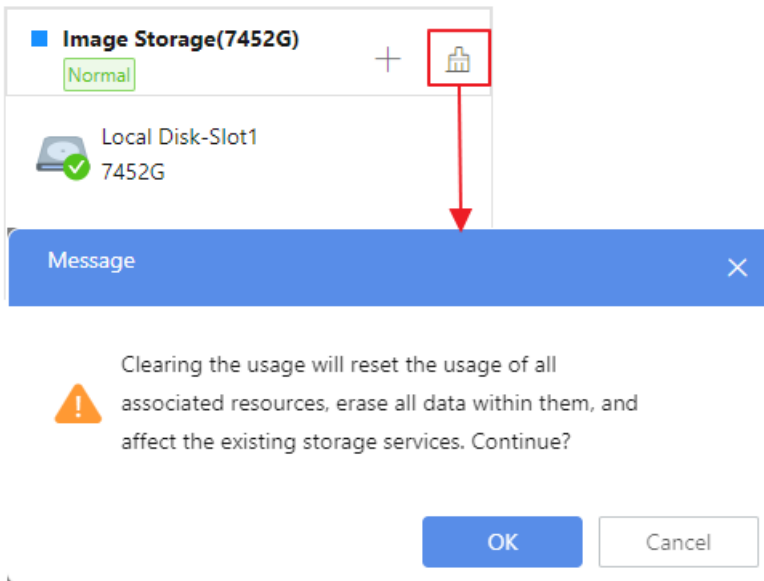 Image Storage(7452G)
Normal
Local Disk-Slot1
7452G
Message
Clearing the usage will reset the usage of all
associated resources, erase all data within them, and
affect the existing storage services. Continue?
OK
Cancel